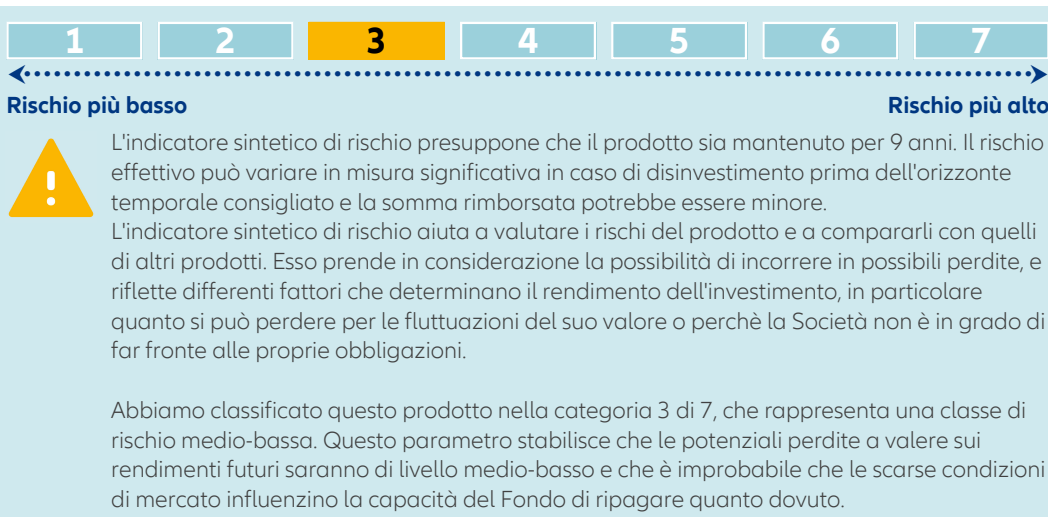 1 2 3 4 5 6 7
Rischio più basso Rischio più alto
L'indicatore sintetico di rischio presuppone che il prodotto sia mantenuto per 9 anni. Il rischio
effettivo può variare in misura significativa in caso di disinvestimento prima dell'orizzonte
temporale consigliato e la somma rimborsata potrebbe essere minore.
L'indicatore sintetico di rischio aiuta a valutare i rischi del prodotto e a compararli con quelli
di altri prodotti. Esso prende in considerazione la possibilità di incorrere in possibili perdite, e
riflette differenti fattori che determinano il rendimento dell'investimento, in particolare
quanto si può perdere per le fluttuazioni del suo valore o perchè la Società non è in grado di
far fronte alle proprie obbligazioni.
Abbiamo classificato questo prodotto nella categoria 3 di 7, che rappresenta una classe di
rischio medio-bassa. Questo parametro stabilisce che le potenziali perdite a valere sui
rendimenti futuri saranno di livello medio-basso e che è improbabile che le scarse condizioni
di mercato influenzino la capacità del Fondo di ripagare quanto dovuto.